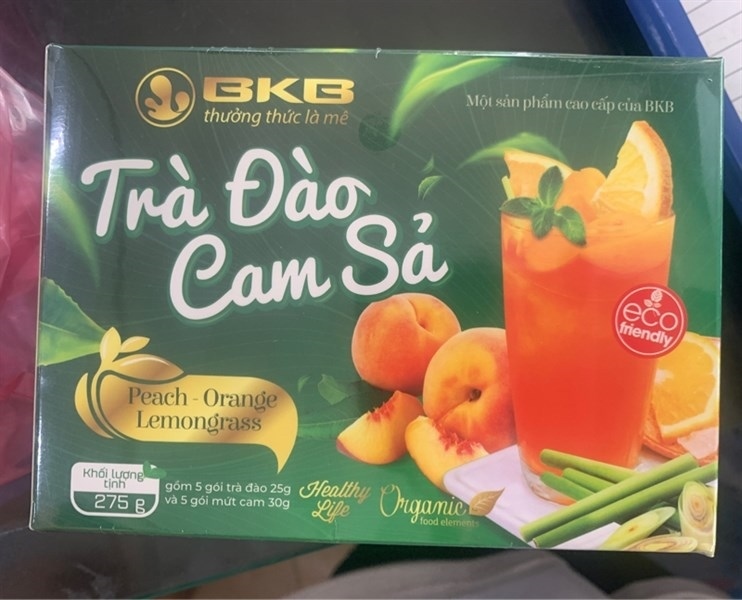 BKB
thưởng thức là mê
Một sản phẩm cao cấp của BKB
Trà Đào
Cam Sả
eco
friendly
Peach - Orange
Lemongrass
Khối lượng
tịnh
275 g
gồm 5 gói trà đào 25g
và 5 gói mứt cam 30g
Healthy
Life
Organic
food elements